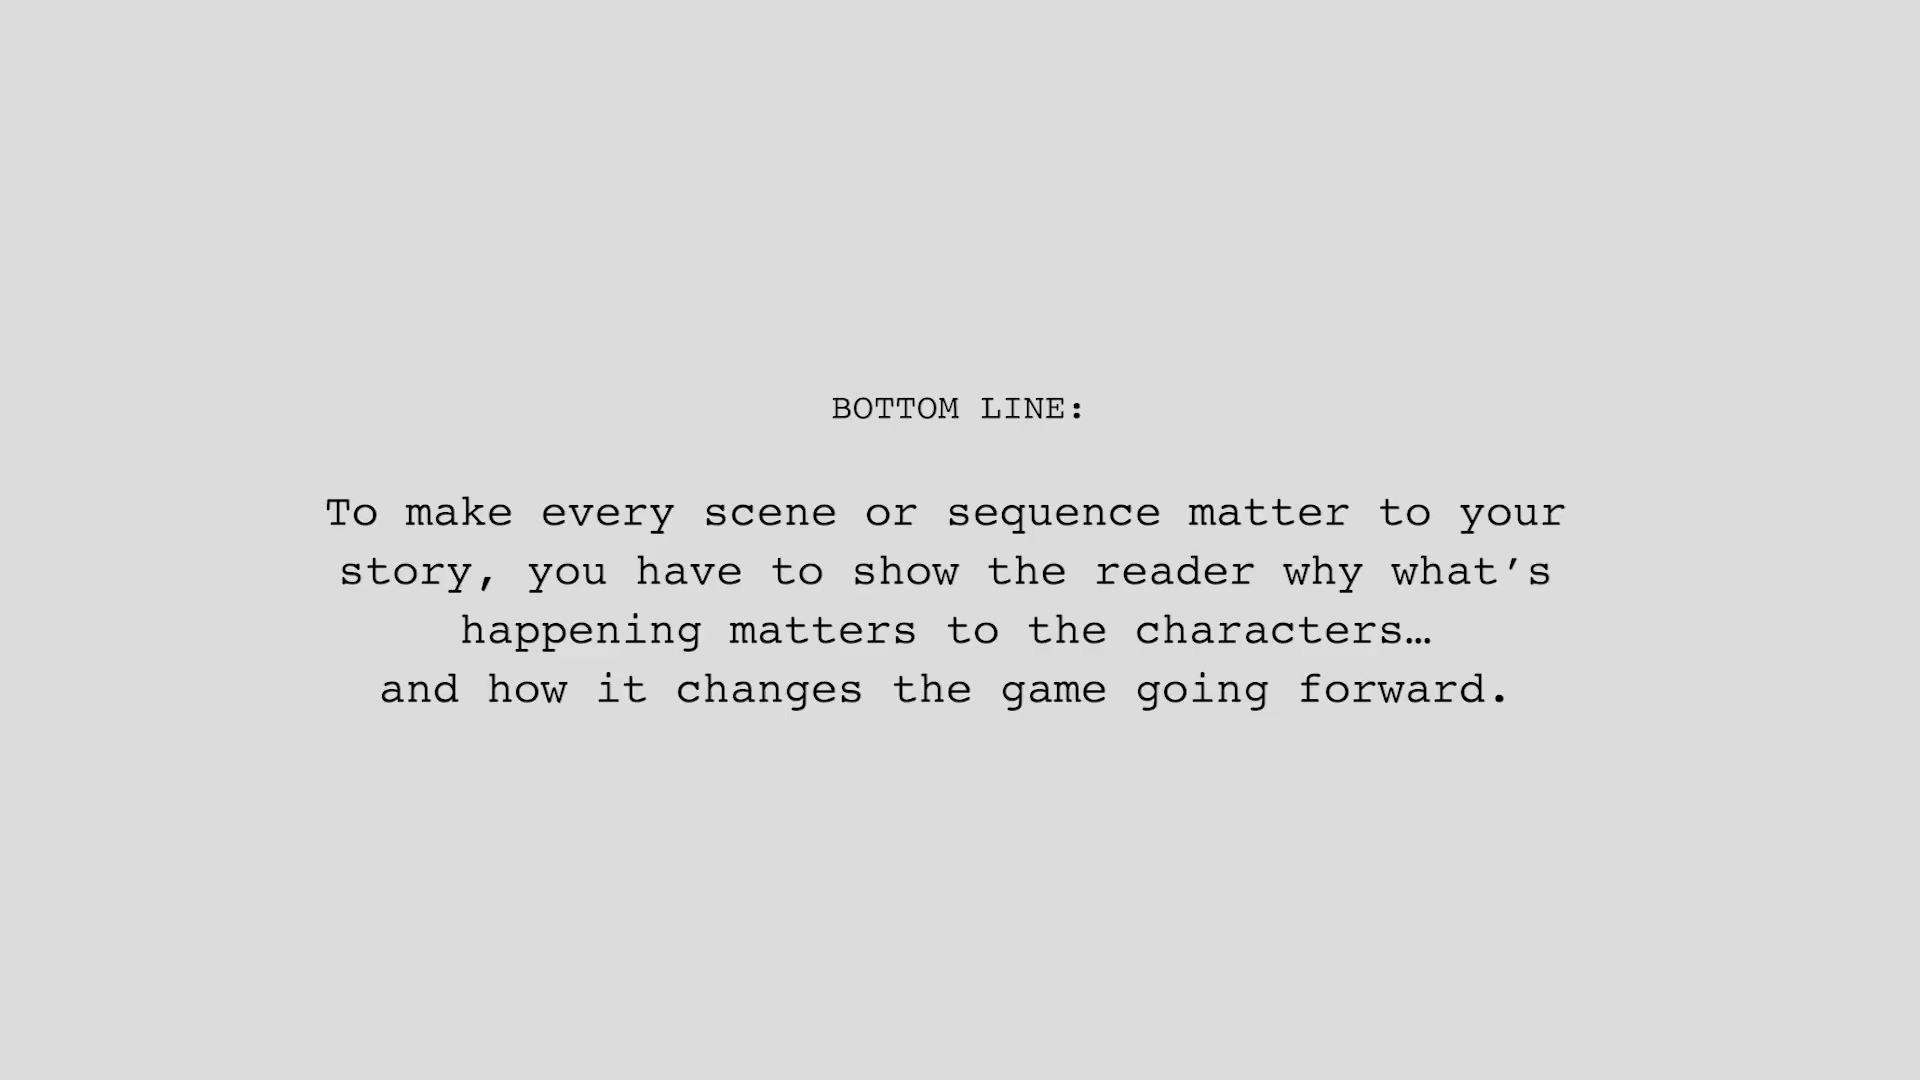 BOTTOM LINE:
To make every scene or sequence matter to your
story, you have to show the reader why what’s
happening matters to the characters…
and how it changes the game going forward.